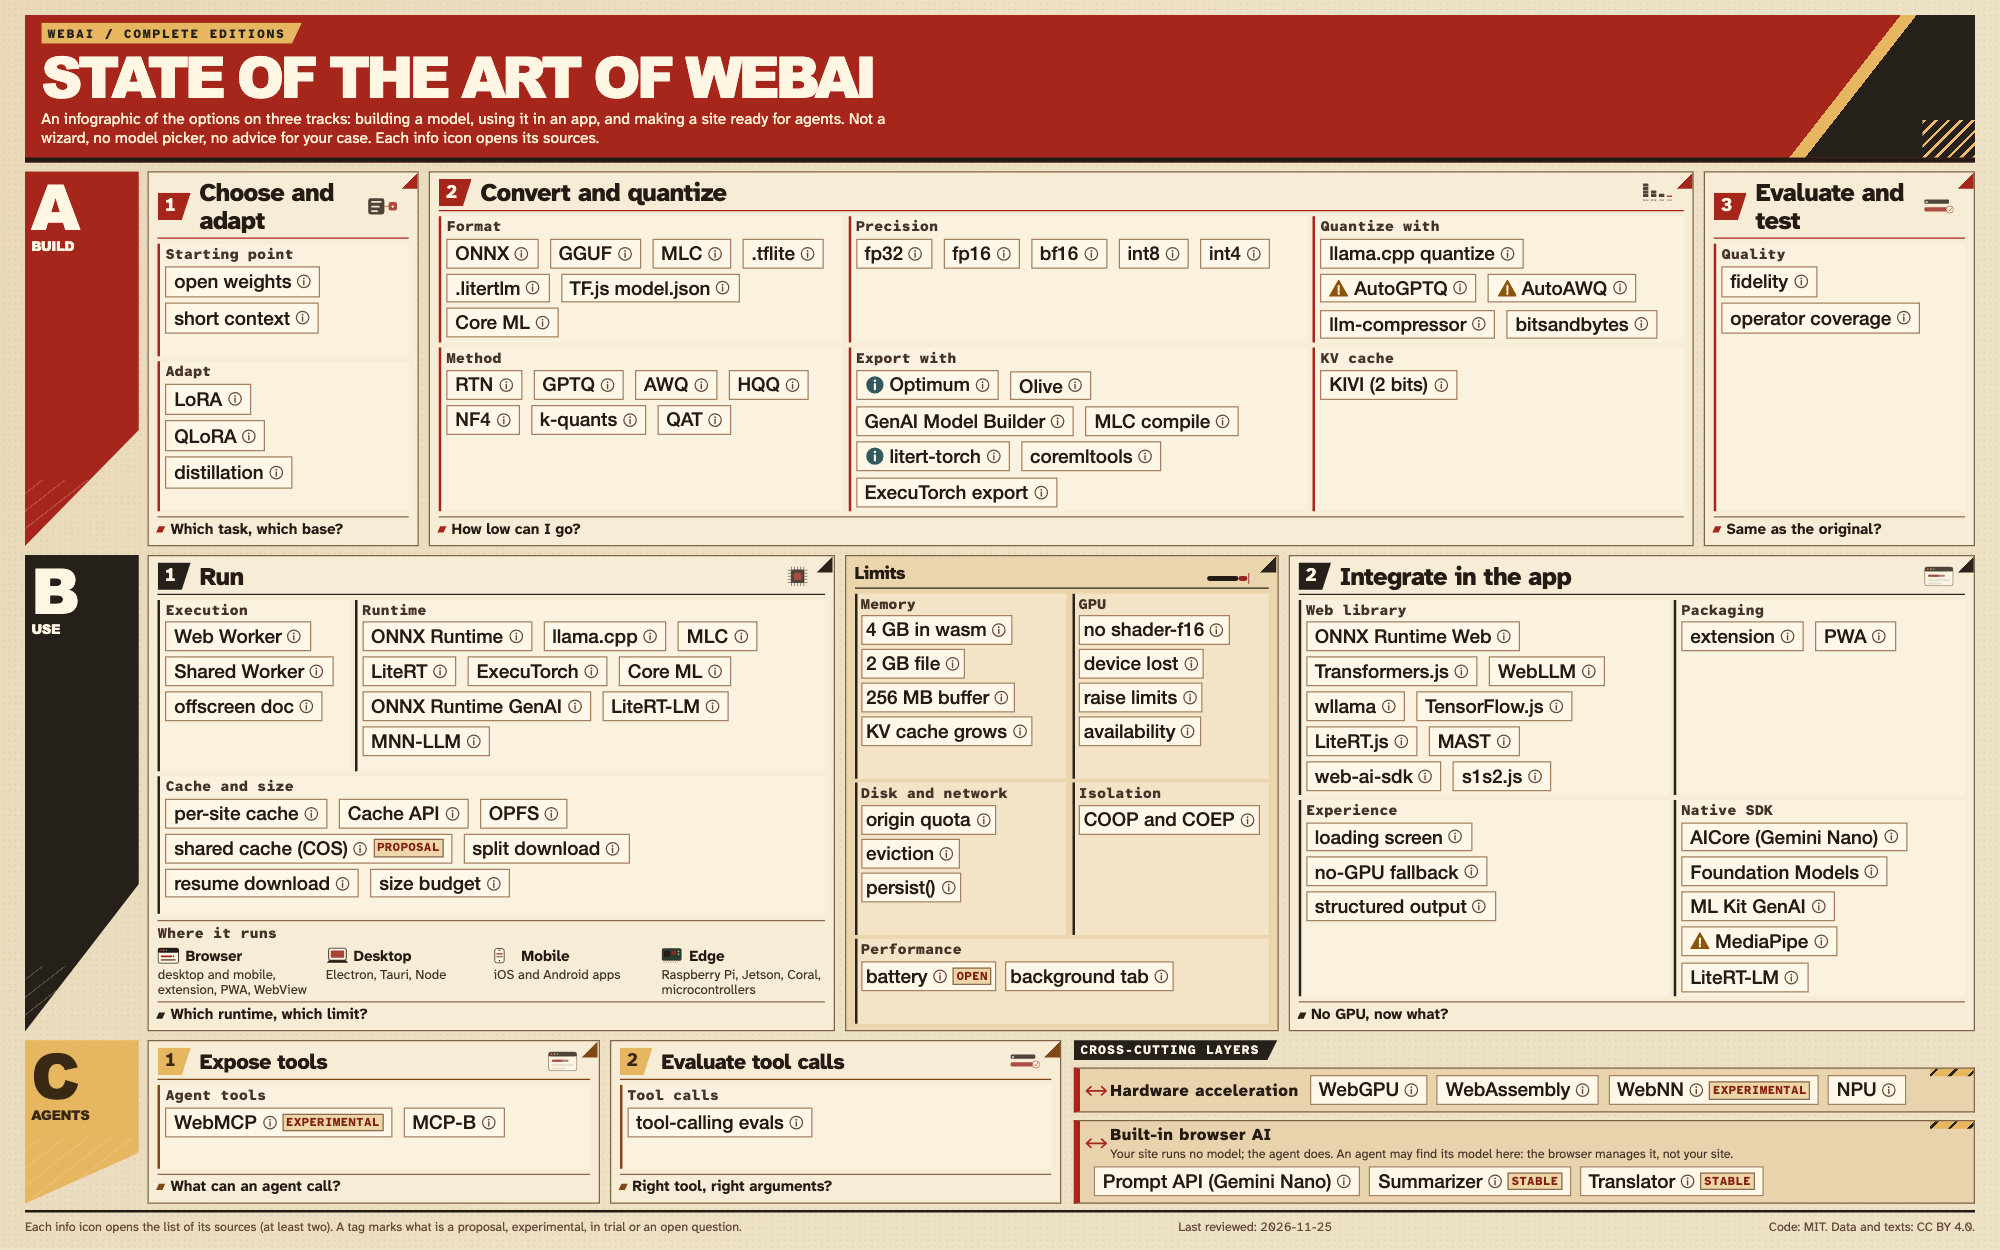 WEBAI / COMPLETE EDITIONS
STATE OF THE ART OF WEBAI
An infographic of the options on three tracks: building a model, using it in an app, and making a site ready for agents. Not a
wizard, no model picker, no advice for your case. Each info icon opens its sources.
A
BUILD
1 Choose and
adapt
Starting point
open weights
short context
Adapt
LoRA
QLoRA
distillation
Which task, which base?
2 Convert and quantize
Format
ONNX GGUF MLC .tflite
.litertlm TF.js model.json
Core ML
Precision
fp32 fp16 bf16 int8 int4
Quantize with
llama.cpp quantize
AutoGPTQ AutoAWQ
llm-compressor bitsandbytes
Method
RTN GPTQ AWQ HQQ
NF4 k-quants QAT
Export with
Optimum Olive
GenAI Model Builder MLC compile
litert-torch coremltools
ExecuTorch export
KV cache
KIVI (2 bits)
How low can I go?
3 Evaluate and
test
Quality
fidelity
operator coverage
Same as the original?
B
USE
1 Run
Execution
Web Worker
Shared Worker
offscreen doc
Runtime
ONNX Runtime llama.cpp MLC
LiteRT ExecuTorch Core ML
ONNX Runtime GenAI LiteRT-LM
MNN-LLM
Cache and size
per-site cache Cache API OPFS
shared cache (COS) PROPOSAL split download
resume download size budget
Where it runs
Browser
desktop and mobile,
extension, PWA, WebView
Desktop
Electron, Tauri, Node
Mobile
iOS and Android apps
Edge
Raspberry Pi, Jetson, Coral,
microcontrollers
Which runtime, which limit?
Limits
Memory
4 GB in wasm
2 GB file
256 MB buffer
KV cache grows
GPU
no shader-f16
device lost
raise limits
availability
Disk and network
origin quota
eviction
persist()
Isolation
COOP and COEP
Performance
battery OPEN background tab
2 Integrate in the app
Web library
ONNX Runtime Web
Transformers.js WebLLM
wllama TensorFlow.js
LiteRT.js MAST
web-ai-sdk s1s2.js
Packaging
extension PWA
Experience
loading screen
no-GPU fallback
structured output
Native SDK
AICore (Gemini Nano)
Foundation Models
ML Kit GenAI
MediaPipe
LiteRT-LM
No GPU, now what?
C
AGENTS
1 Expose tools
Agent tools
WebMCP EXPERIMENTAL MCP-B
What can an agent call?
2 Evaluate tool calls
Tool calls
tool-calling evals
Right tool, right arguments?
CROSS-CUTTING LAYERS
Hardware acceleration WebGPU WebAssembly WebNN EXPERIMENTAL NPU
Built-in browser AI
Your site runs no model; the agent does. An agent may find its model here: the browser manages it, not your site.
Prompt API (Gemini Nano) Summarizer STABLE Translator STABLE
Each info icon opens the list of its sources (at least two). A tag marks what is a proposal, experimental, in trial or an open question.
Last reviewed: 2026-11-25
Code: MIT. Data and texts: CC BY 4.0.